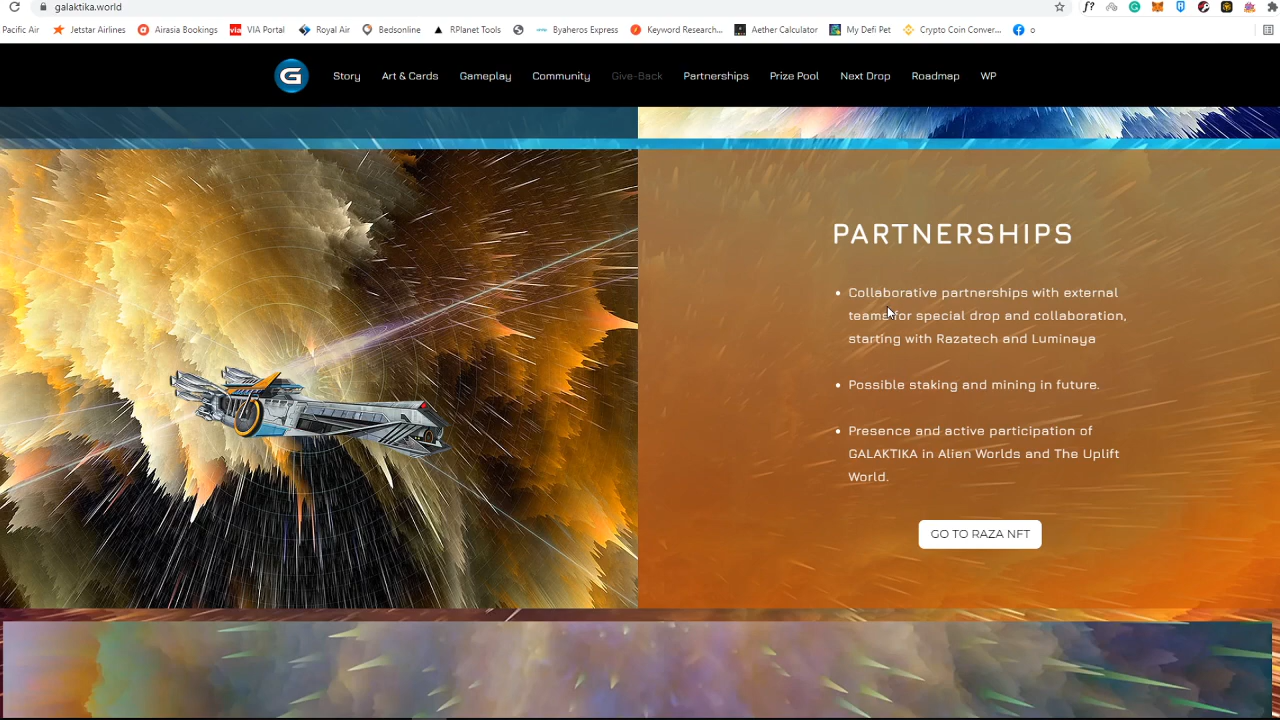 galaktika.world
Pacific Air Jetstar Airlines Airasia Bookings VIA Portal Royal Air Bedsonline RPlanet Tools Byaheros Express Keyword Research... Aether Calculator My Defi Pet Crypto Coin Conver... o
G Story Art & Cards Gameplay Community Give-Back Partnerships Prize Pool Next Drop Roadmap WP
PARTNERSHIPS
• Collaborative partnerships with external
teams for special drop and collaboration,
starting with Razatech and Luminaya
• Possible staking and mining in future.
• Presence and active participation of
GALAKTIKA in Alien Worlds and The Uplift
World.
GO TO RAZA NFT